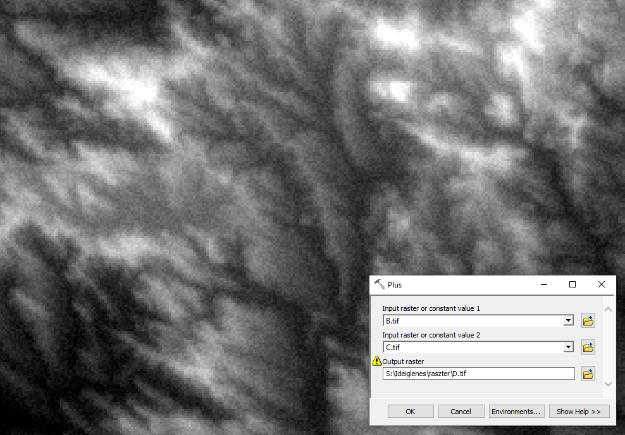 Plus
Input raster or constant value 1
B.tif
Input raster or constant value 2
C.tif
Output raster
S:\Ideiglenes\raszter\D.tif
OK Cancel Environments... Show Help >>